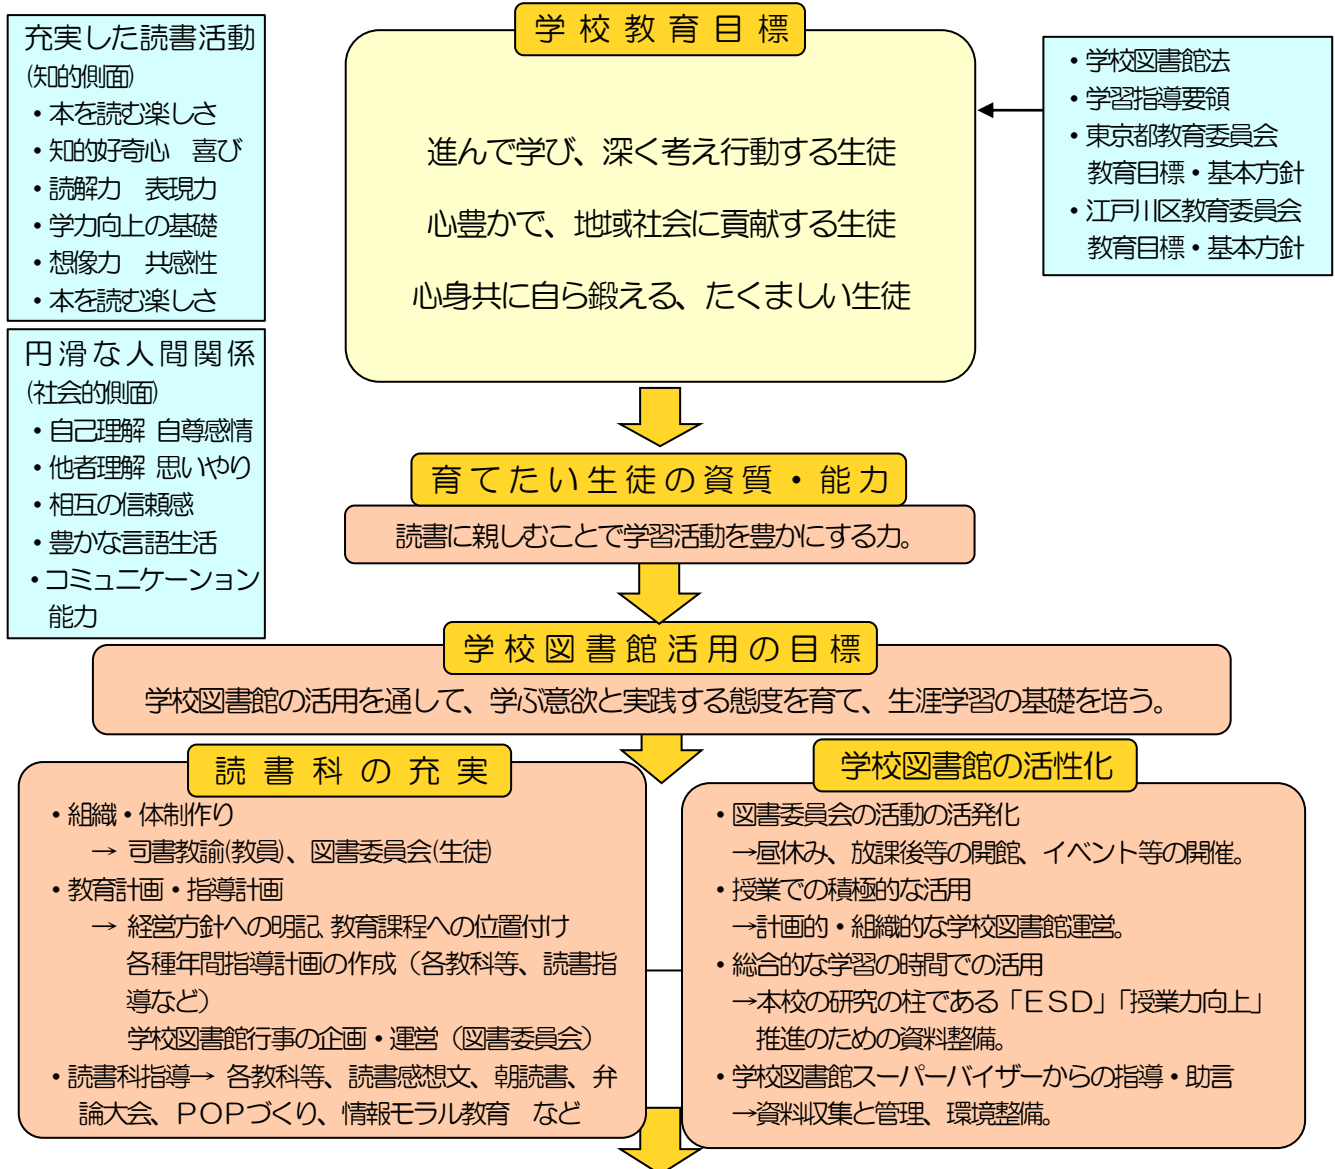 充実した読書活動
(知的側面)
・本を読む楽しさ
・知的好奇心　喜び
・読解力　表現力
・学力向上の基礎
・想像力　共感性
・本を読む楽しさ
円滑な人間関係
(社会的側面)
・自己理解 自尊感情
・他者理解 思いやり
・相互の信頼感
・豊かな言語生活
・コミュニケーション
能力
学校教育目標
進んで学び、深く考え行動する生徒
心豊かで、地域社会に貢献する生徒
心身共に自ら鍛える、たくましい生徒
・学校図書館法
・学習指導要領
・東京都教育委員会
教育目標・基本方針
・江戸川区教育委員会
教育目標・基本方針
育てたい生徒の資質・能力
読書に親しむことで学習活動を豊かにする力。
学校図書館活用の目標
学校図書館の活用を通して、学ぶ意欲と実践する態度を育て、生涯学習の基礎を培う。
読書科の充実
・組織・体制作り
→ 司書教諭(教員)、図書委員会(生徒)
・教育計画・指導計画
→ 経営方針への明記、教育課程への位置付け
各種年間指導計画の作成（各教科等、読書指
導など）
学校図書館行事の企画・運営（図書委員会）
・読書科指導→ 各教科等、読書感想文、朝読書、弁
論大会、ＰＯＰづくり、情報モラル教育　など
学校図書館の活性化
・図書委員会の活動の活発化
→昼休み、放課後等の開館、イベント等の開催。
・授業での積極的な活用
→計画的・組織的な学校図書館運営。
・総合的な学習の時間での活用
→本校の研究の柱である「ＥＳＤ」「授業力向上」
推進のための資料整備。
・学校図書館スーパーバイザーからの指導・助言
→資料収集と管理、環境整備。